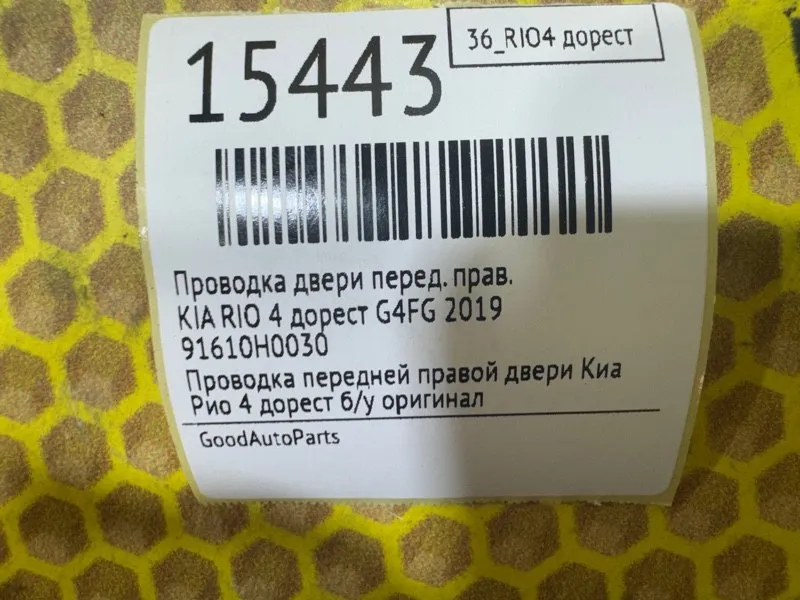 15443
36_RIO4 дорест
Проводка двери перед. прав.
KIA RIO 4 дорест G4FG 2019
91610H0030
Проводка передней правой двери Киа
Рио 4 дорест б/у оригинал
GoodAutoParts